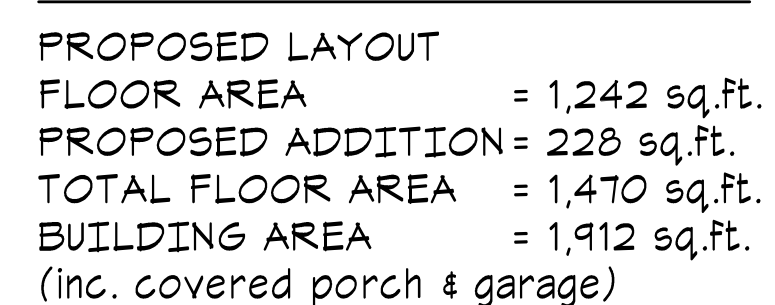 PROPOSED LAYOUT
FLOOR AREA = 1,242 sq.ft.
PROPOSED ADDITION = 228 sq.ft.
TOTAL FLOOR AREA = 1,470 sq.ft.
BUILDING AREA = 1,912 sq.ft.
(inc. covered porch & garage)